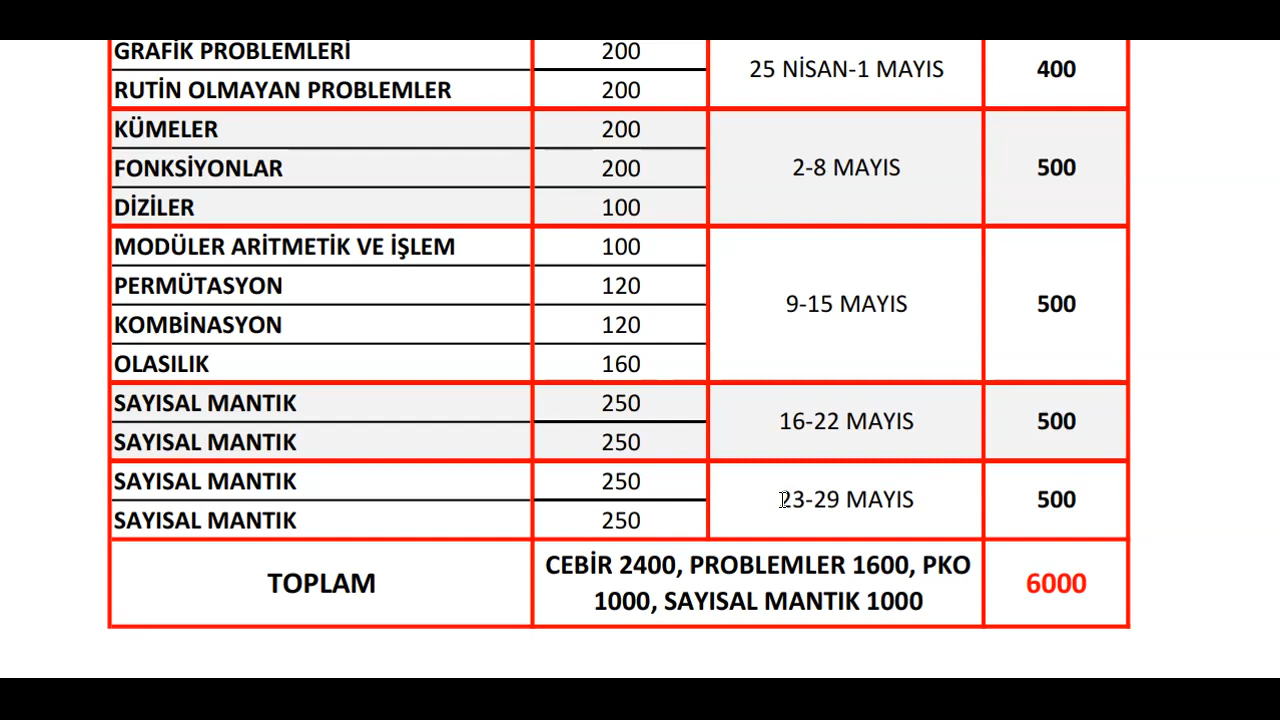 GRAFİK PROBLEMLERİ 200
25 NİSAN-1 MAYIS 400
RUTİN OLMAYAN PROBLEMLER 200
KÜMELER 200
FONKSİYONLAR 200 2-8 MAYIS 500
DİZİLER 100
MODÜLER ARİTMETİK VE İŞLEM 100
PERMÜTASYON 120
9-15 MAYIS 500
KOMBİNASYON 120
OLASILIK 160
SAYISAL MANTIK 250
16-22 MAYIS 500
SAYISAL MANTIK 250
SAYISAL MANTIK 250
23-29 MAYIS 500
SAYISAL MANTIK 250
TOPLAM
CEBİR 2400, PROBLEMLER 1600, PKO
1000, SAYISAL MANTIK 1000
6000